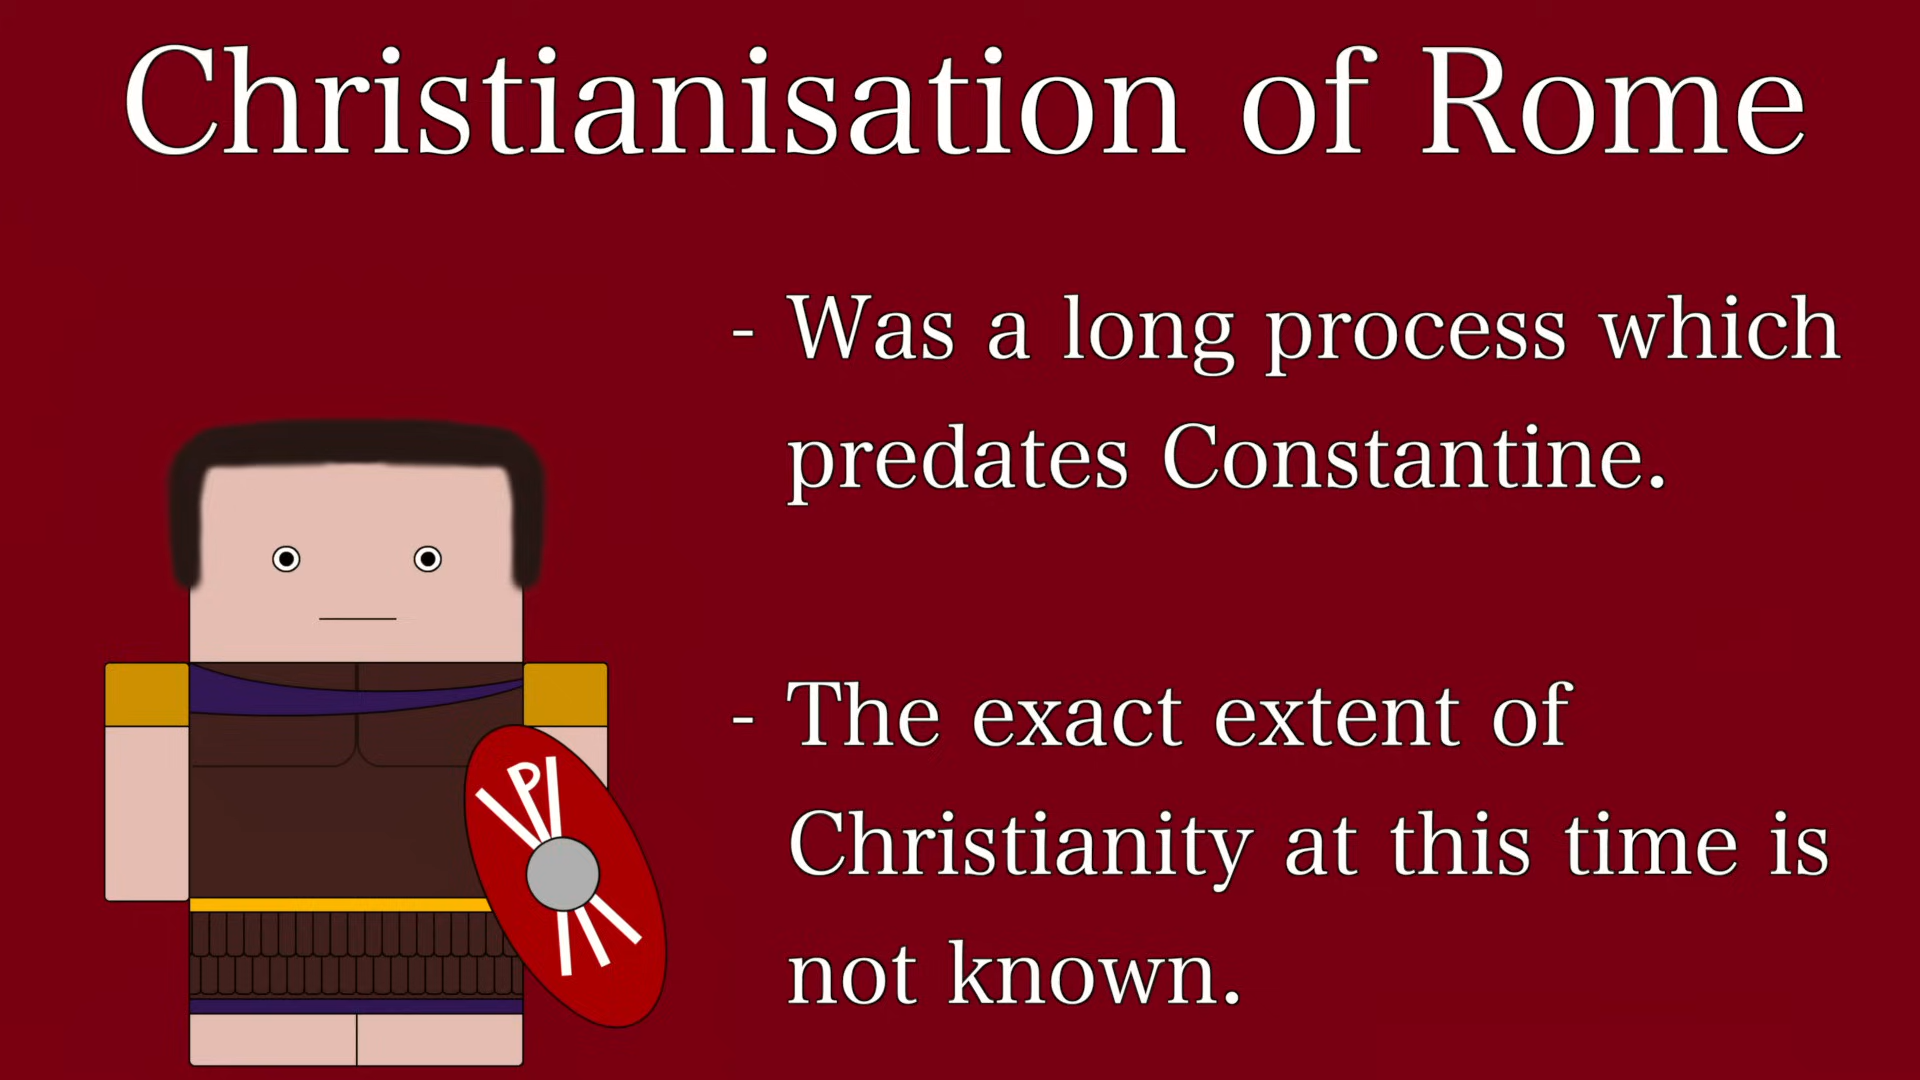 Christianisation of Rome
- Was a long process which
predates Constantine.
- The exact extent of
Christianity at this time is
not known.